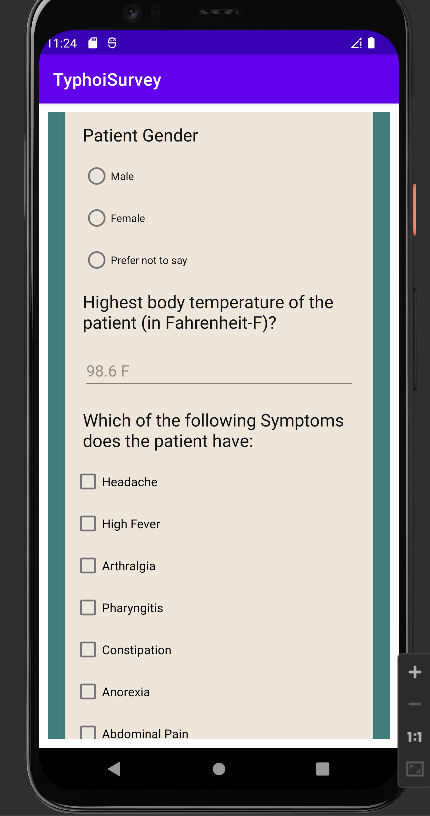 11:24
TyphoiSurvey
Patient Gender
Male
Female
Prefer not to say
Highest body temperature of the
patient (in Fahrenheit-F)?
98.6 F
Which of the following Symptoms
does the patient have:
Headache
High Fever
Arthralgia
Pharyngitis
Constipation
Anorexia
Abdominal Pain
1:1